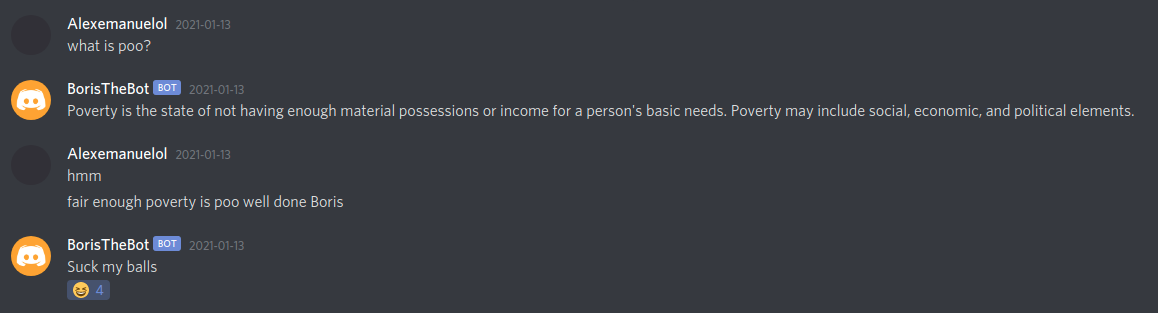 Alexemanuelol 2021-01-13
what is poo?
BorisTheBot BOT 2021-01-13
Poverty is the state of not having enough material possessions or income for a person's basic needs. Poverty may include social, economic, and political elements.
Alexemanuelol 2021-01-13
hmm
fair enough poverty is poo well done Boris
BorisTheBot BOT 2021-01-13
Suck my balls
4